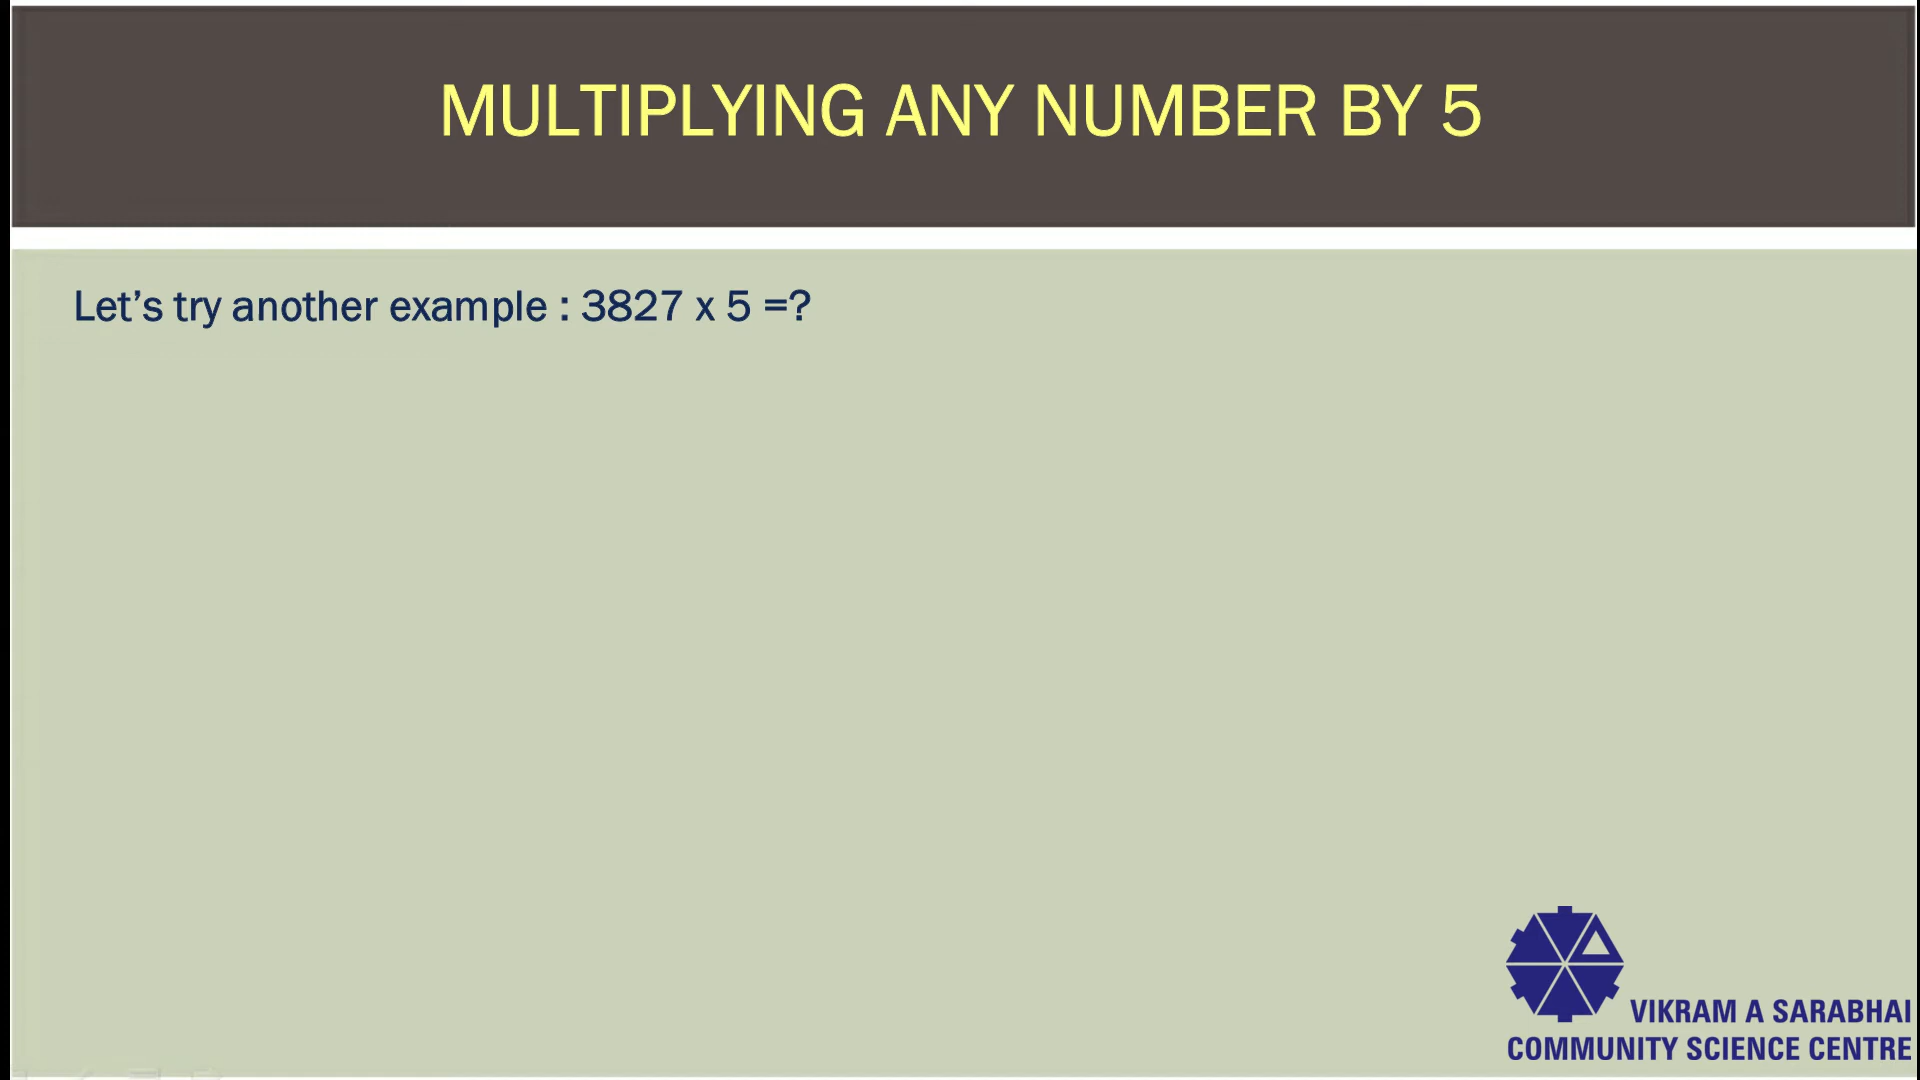 MULTIPLYING ANY NUMBER BY 5
Let’s try another example : 3827 x 5 =?
VIKRAM A SARABHAI
COMMUNITY SCIENCE CENTRE